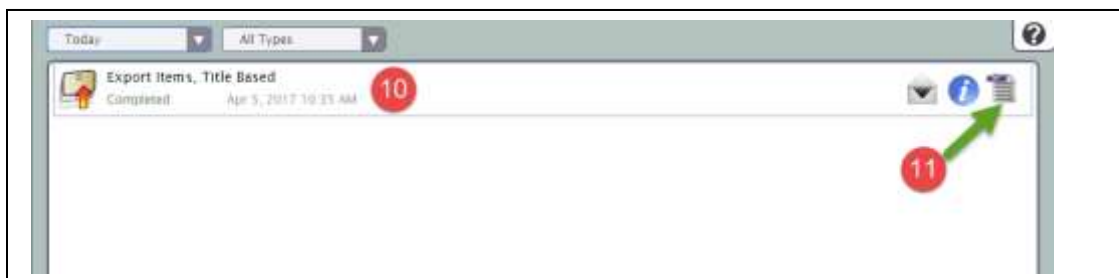 Today All Types ?
Export Items, Title Based
Completed Apr 5, 2017 10:35 AM 10
i
11